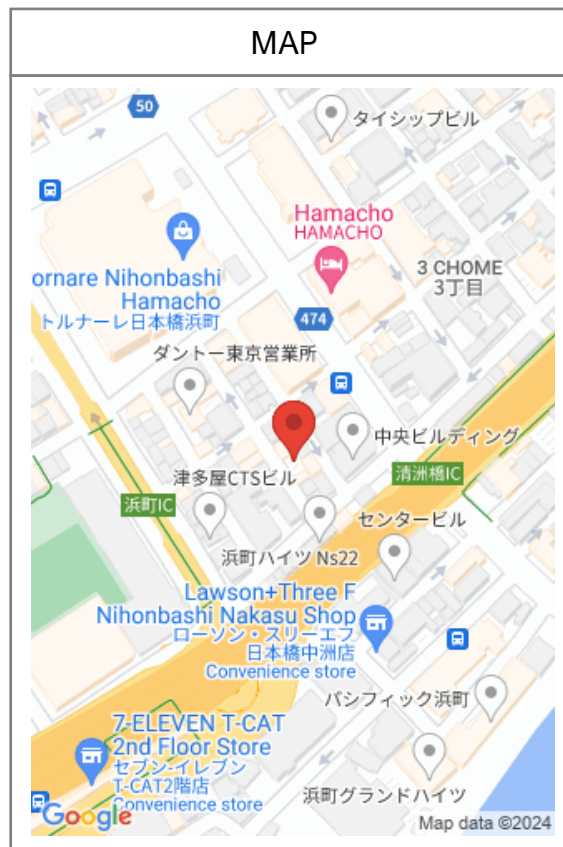 MAP
50
タイシップビル
Hamacho
HAMACHO
3 CHOME
3丁目
ornare Nihonbashi
Hamacho
トルナーレ日本橋浜町
474
ダントー東京営業所
中央ビルディング
津多屋CTSビル
清洲橋IC
浜町IC
センタービル
浜町ハイツ Ns22
Lawson+Three F
Nihonbashi Nakasu Shop
ローソン・スリーエフ
日本橋中洲店
Convenience store
パシフィック浜町
7-ELEVEN T-CAT
2nd Floor Store
セブン-イレブン
T-CAT2階店
Convenience store
浜町グランドハイツ
Google
Map data ©2024